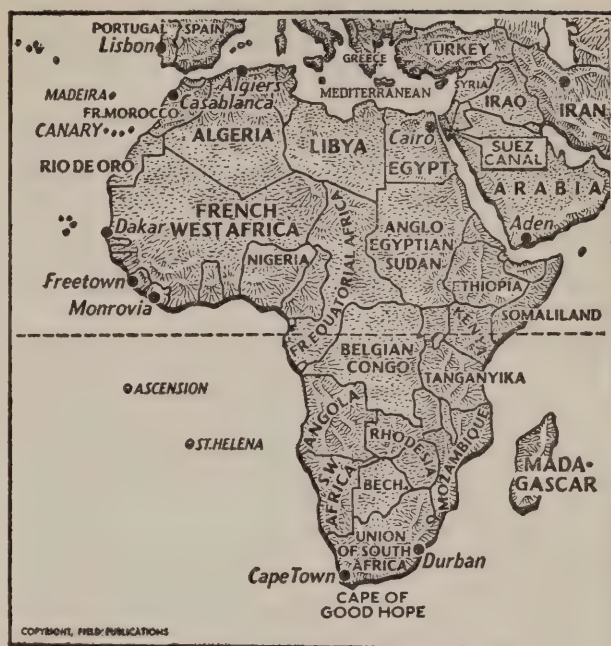 PORTUGAL
SPAIN
Lisbon
GREECE
TURKEY
Algiers
SYRIA
MADEIRA
Casablanca
MEDITERRANEAN
IRAQ
IRAN
FR. MOROCCO
CANARY
ALGERIA
LIBYA
Cairo
EGYPT
SUEZ
CANAL
RIO DE ORO
ARABIA
Dakar
FRENCH
WEST AFRICA
FR. EQUATORIAL AFRICA
ANGLO
EGYPTIAN
SUDAN
Aden
NIGERIA
Freetown
ETHIOPIA
Monrovia
SOMALILAND
KENYA
BELGIAN
CONGO
TANGANYIKA
ASCENSION
ANGOLA
ST. HELENA
RHODESIA
MOZAMBIQUE
MADA-
GASCAR
S.W.
AFRICA
BECH.
UNION
OF SOUTH
AFRICA
Durban
Cape Town
CAPE OF
GOOD HOPE
COPYRIGHT, FIELD PUBLICATIONS